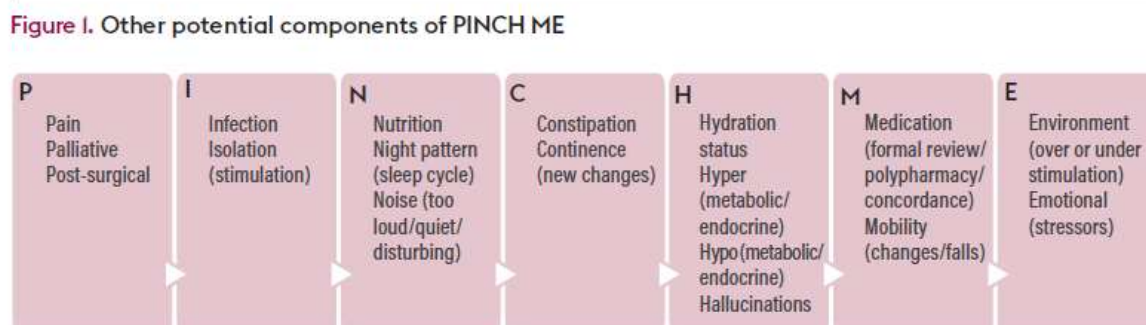 Figure 1. Other potential components of PINCH ME
P
Pain
Palliative
Post-surgical
I
Infection
Isolation
(stimulation)
N
Nutrition
Night pattern
(sleep cycle)
Noise (too
loud/quiet/
disturbing)
C
Constipation
Continence
(new changes)
H
Hydration
status
Hyper
(metabolic/
endocrine)
Hypo(metabolic/
endocrine)
Hallucinations
M
Medication
(formal review/
polypharmacy/
concordance)
Mobility
(changes/falls)
E
Environment
(over or under
stimulation)
Emotional
(stressors)